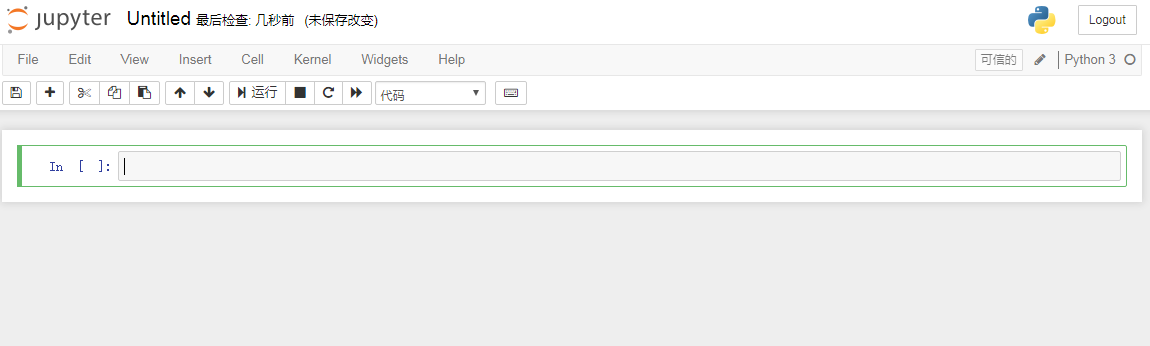 jupyter Untitled 最后检查: 几秒前 (未保存改变) Logout
File Edit View Insert Cell Kernel Widgets Help 可信的 Python 3
运行 代码
In [ ]: